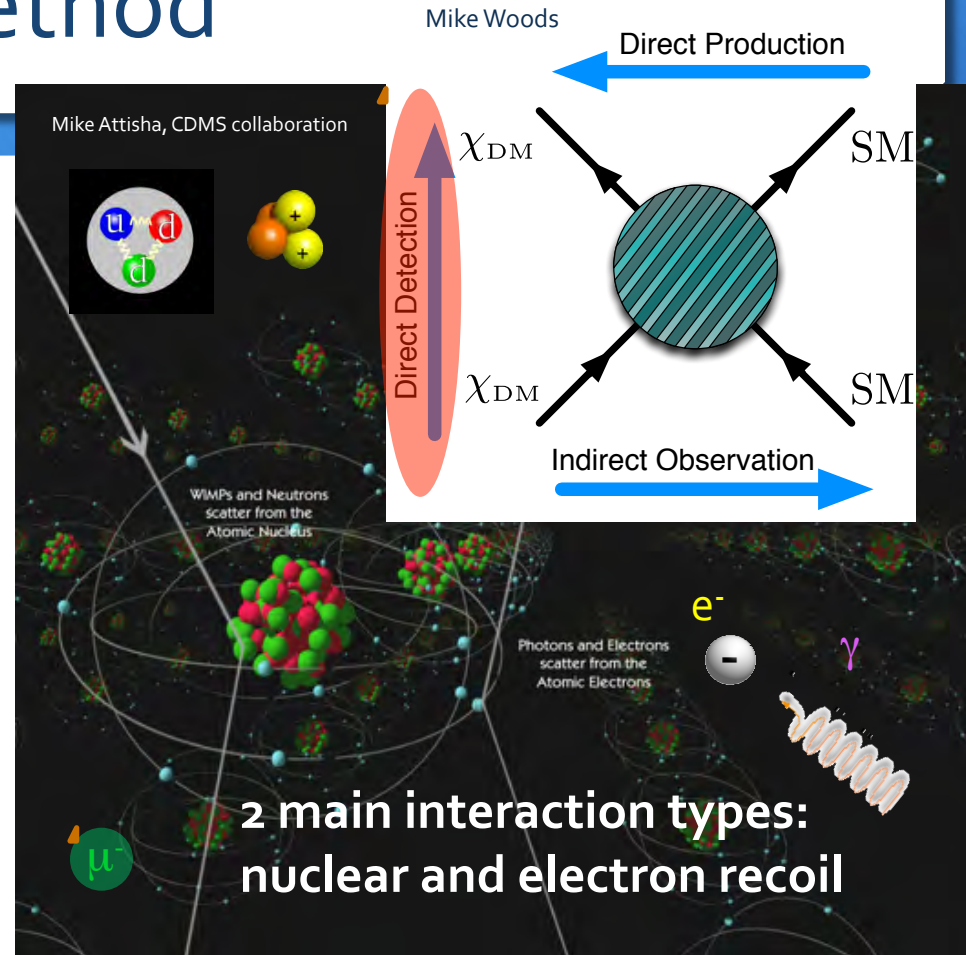 ethod
Mike Woods
Direct Production
Mike Attisha, CDMS collaboration
χDM
SM
u
d
d
+
+
Direct Detection
χDM
SM
Indirect Observation
WIMPs and Neutrons
scatter from the
Atomic Nucleus
e-
γ
Photons and Electrons
scatter from the
Atomic Electrons
-
2 main interaction types:
μ-
nuclear and electron recoil